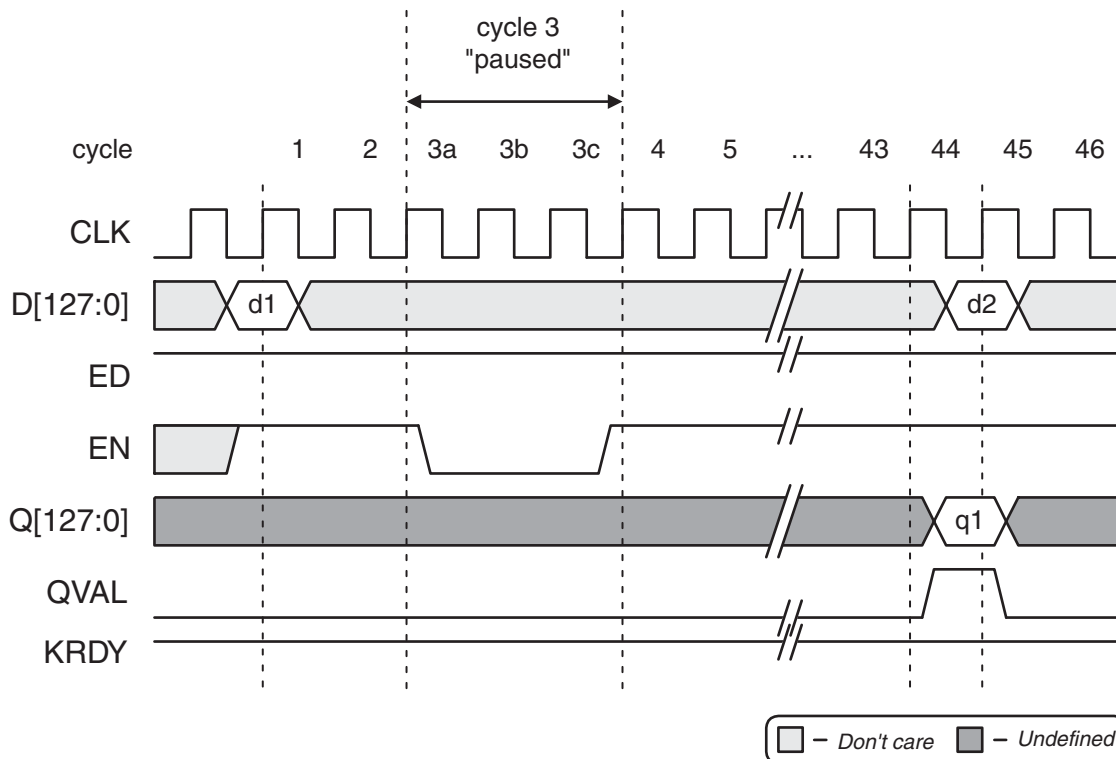 cycle 3
"paused"
cycle 1 2 3a 3b 3c 4 5 ... 43 44 45 46
CLK
D[127:0] d1 d2
ED
EN
Q[127:0] q1
QVAL
KRDY
– Don't care – Undefined